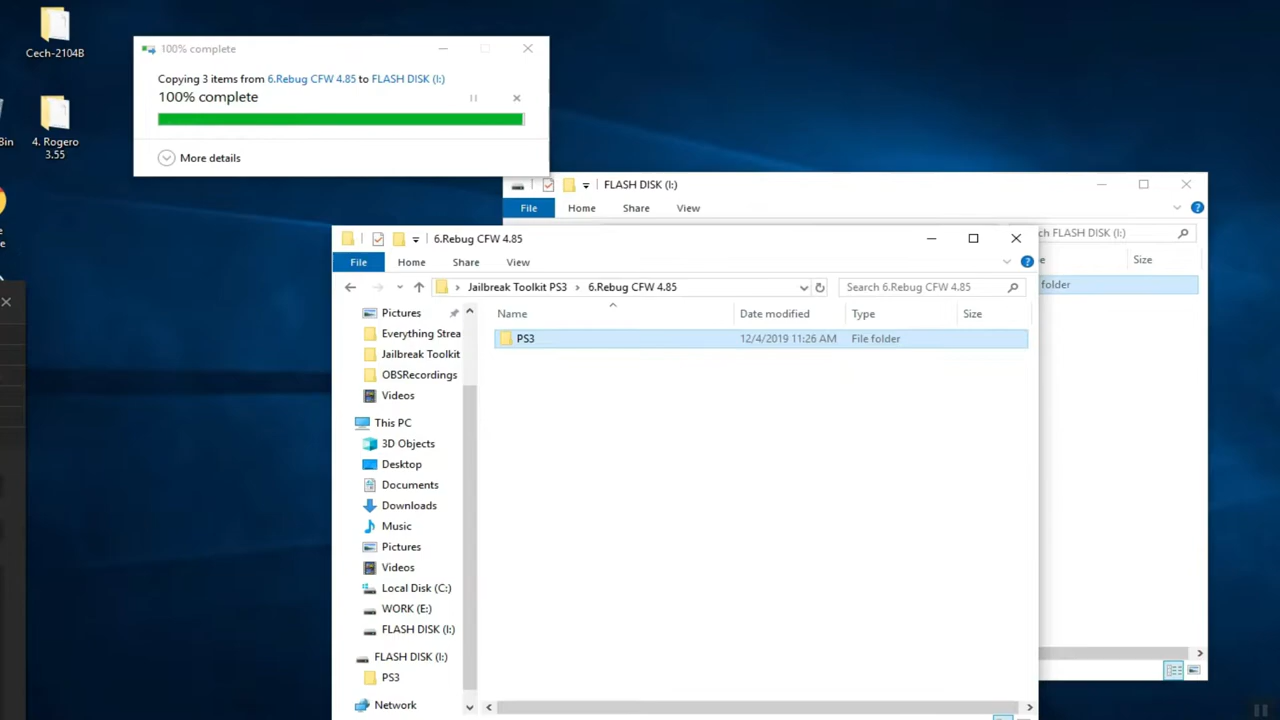 Cech-2104B
4. Rogero
3.55
Bin
e
e
100% complete
Copying 3 items from 6.Rebug CFW 4.85 to FLASH DISK (I:)
100% complete
More details
FLASH DISK (I:)
File Home Share View
ch FLASH DISK (I:)
e Size
folder
6.Rebug CFW 4.85
File Home Share View
Jailbreak Toolkit PS3 › 6.Rebug CFW 4.85
Search 6.Rebug CFW 4.85
Name Date modified Type Size
PS3 12/4/2019 11:26 AM File folder
Pictures
Everything Strea
Jailbreak Toolkit
OBSRecordings
Videos
This PC
3D Objects
Desktop
Documents
Downloads
Music
Pictures
Videos
Local Disk (C:)
WORK (E:)
FLASH DISK (I:)
FLASH DISK (I:)
PS3
Network